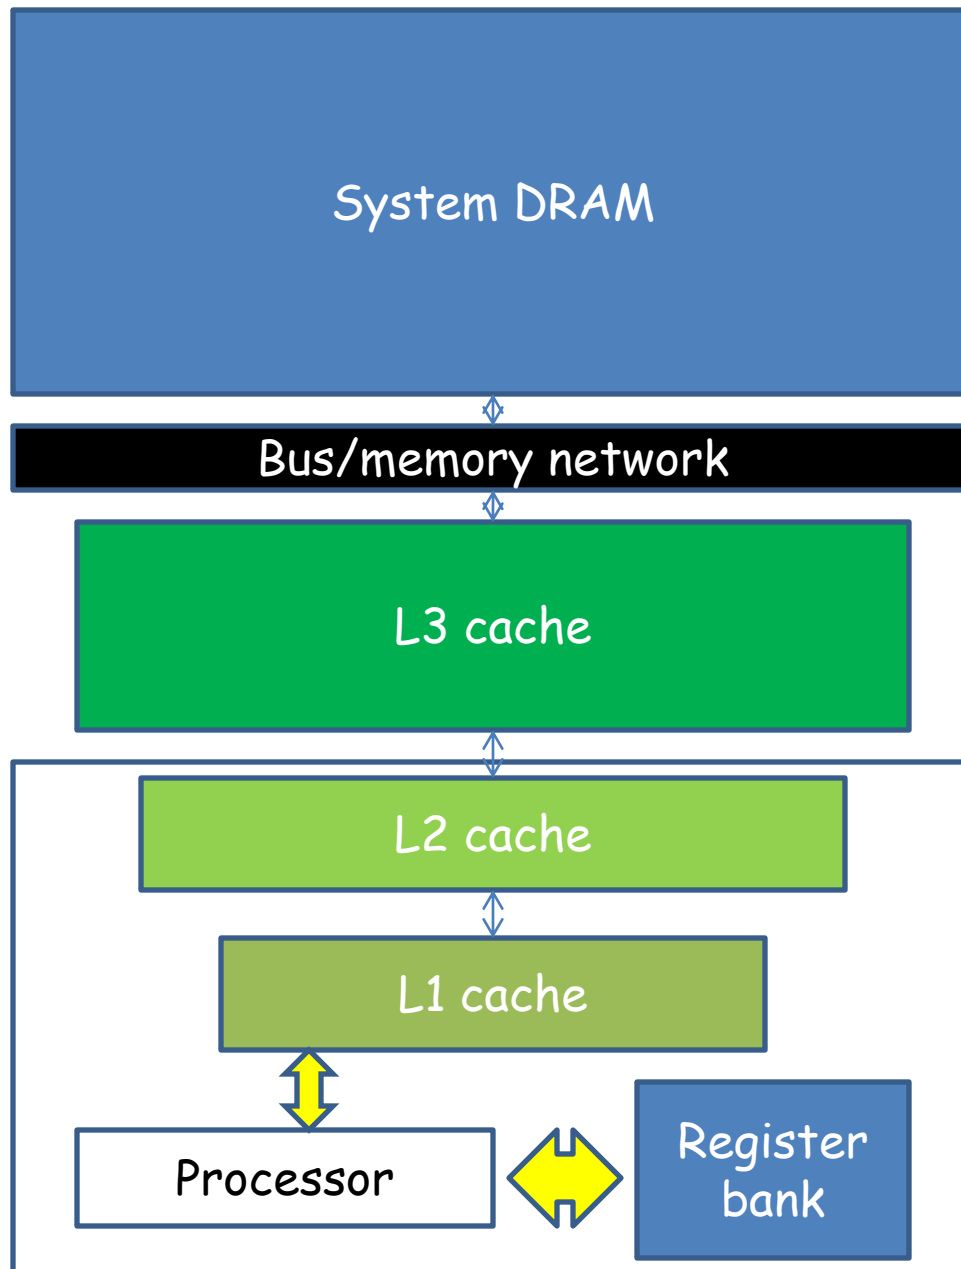 System DRAM
Bus/memory network
L3 cache
L2 cache
L1 cache
Processor
Register
bank